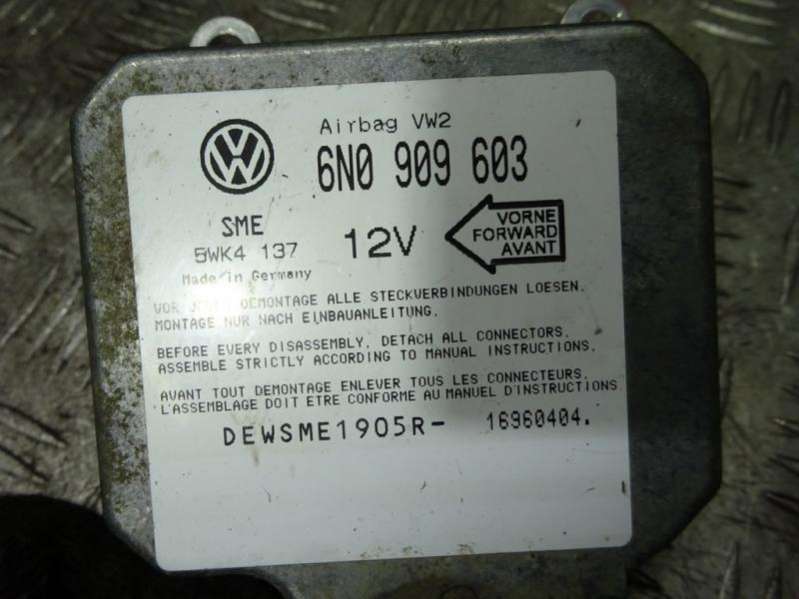 Airbag VW2
6N0 909 603
SME
5WK4 137
Made in Germany
12V
VORNE
FORWARD
AVANT
VOR DEMONTAGE ALLE STECKVERBINDUNGEN LOESEN.
MONTAGE NUR NACH EINBAUANLEITUNG.
BEFORE EVERY DISASSEMBLY, DETACH ALL CONNECTORS.
ASSEMBLE STRICTLY ACCORDING TO MANUAL INSTRUCTIONS.
AVANT TOUT DEMONTAGE ENLEVER TOUS LES CONNECTEURS.
L'ASSEMBLAGE DOIT ETRE CONFORME AU MANUEL D'INSTRUCTIONS
DEWSME1905R- 16960404.